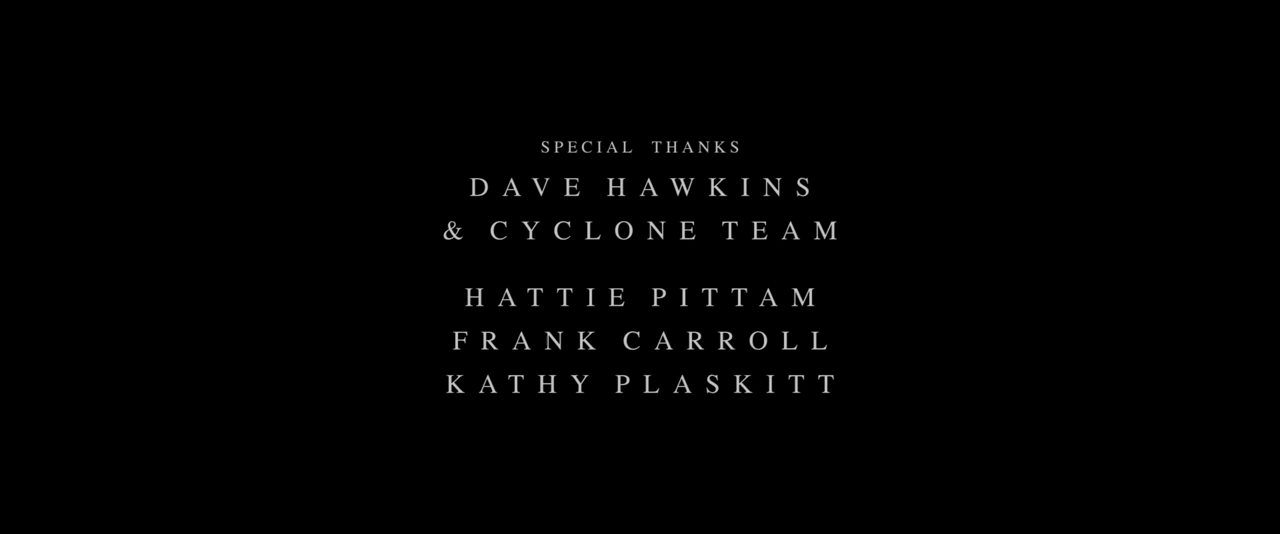 SPECIAL THANKS
DAVE HAWKINS
& CYCLONE TEAM
HATTIE PITTAM
FRANK CARROLL
KATHY PLASKITT